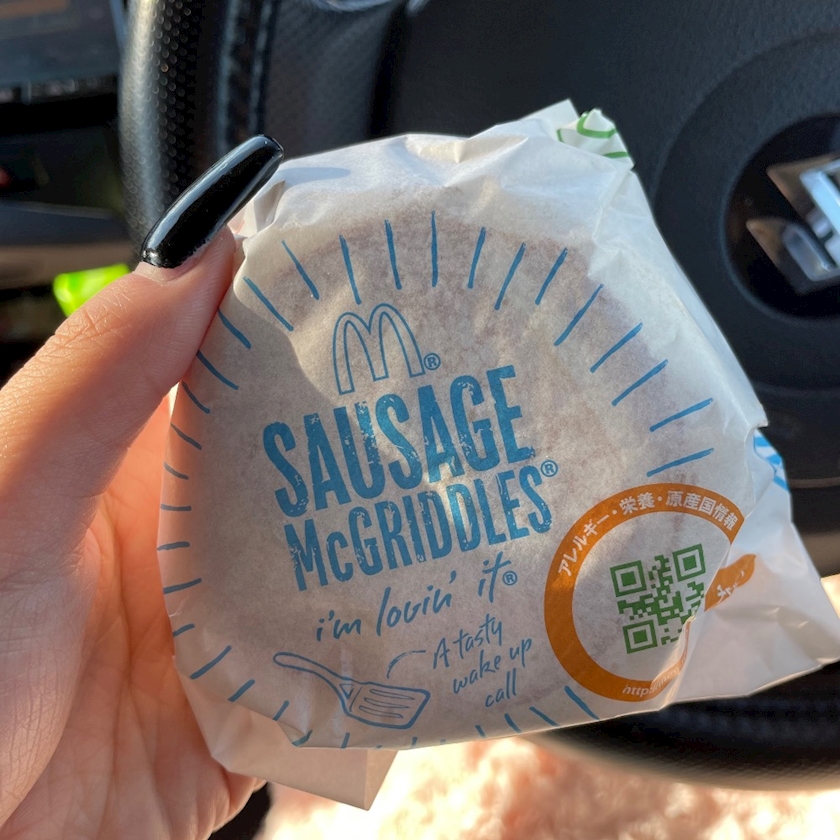 M®
SAUSAGE
McGRIDDLES®
i'm lovin' it®
A tasty
wake up
call
アレルギー・栄養・原産国情報
http